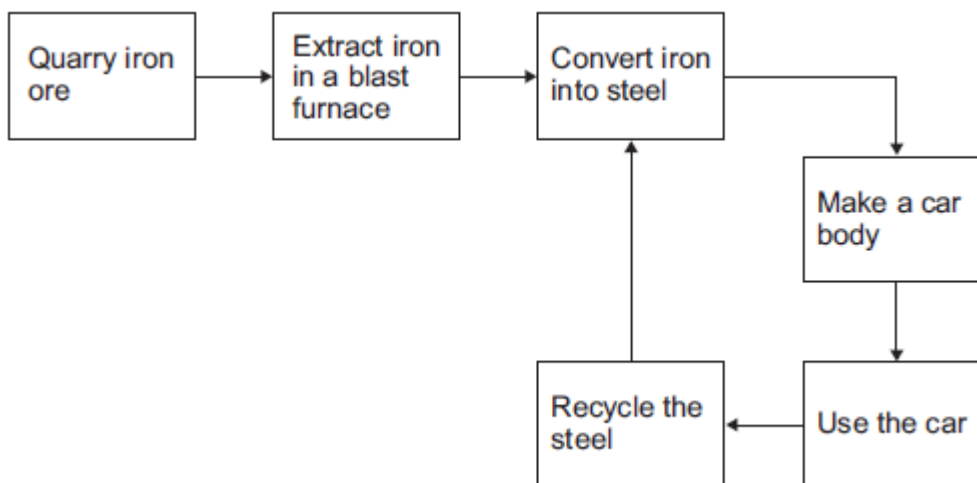 Quarry iron
ore
Extract iron
in a blast
furnace
Convert iron
into steel
Make a car
body
Use the car
Recycle the
steel